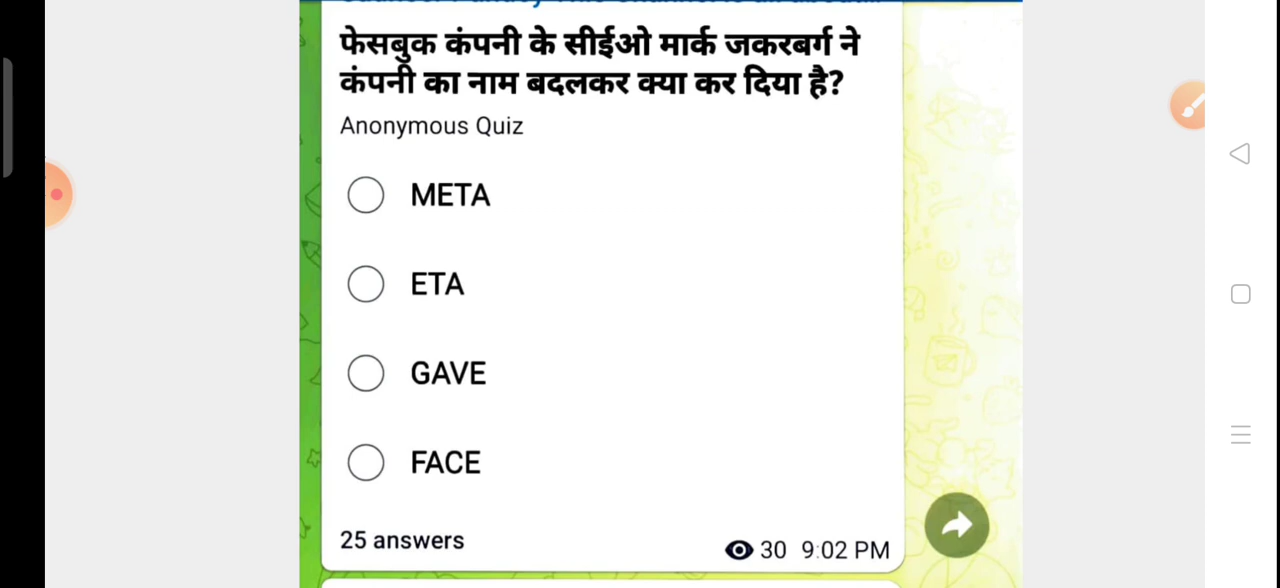 फेसबुक कंपनी के सीईओ मार्क जकरबर्ग ने
कंपनी का नाम बदलकर क्या कर दिया है?
Anonymous Quiz
META
ETA
GAVE
FACE
25 answers
30 9:02 PM